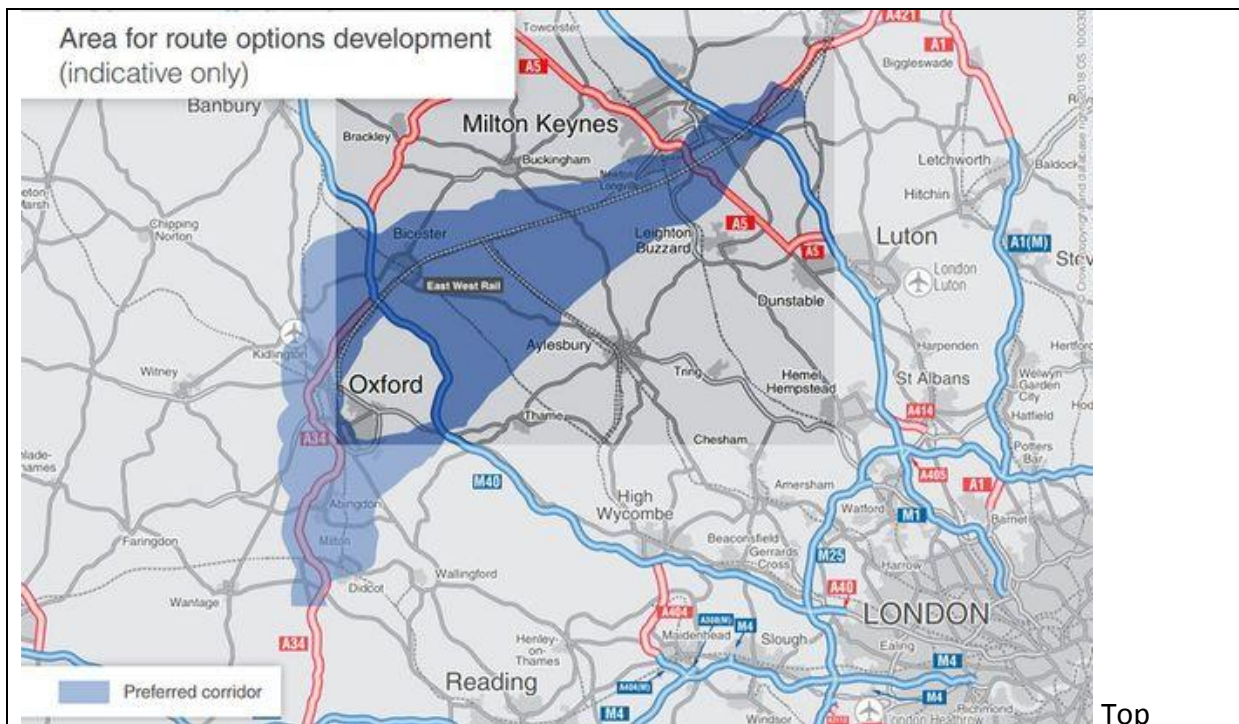 Area for route options development
(indicative only)
Towcester
A5
A421
A1
Biggleswade
Banbury
Brackley
Milton Keynes
Buckingham
Letchworth
Baldock
Hitchin
Chipping
Norton
Bicester
Leighton
Buzzard
A5
A5
Luton
London
Luton
A1(M)
East West Rail
Dunstable
Kidlington
Aylesbury
Harpenden
Witney
Oxford
Tring
Hemel
Hempstead
St Albans
Welwyn
Garden
City
Hatfield
Thame
A414
A34
Chesham
Potters
Bar
M40
A405
Amersham
A1
Abingdon
High
Wycombe
Watford
M1
Barnet
Faringdon
Milton
Beaconsfield
Gerrards
Cross
M25
Harrow
Didcot
Wallingford
Wantage
A40
LONDON
A404
A308(M)
M4
Maidenhead
Slough
Ealing
A34
Henley-
on-
Thames
M4
Preferred corridor
Reading
A404(M)
M4
M4
Windsor
London Heathrow
Richmond
Top